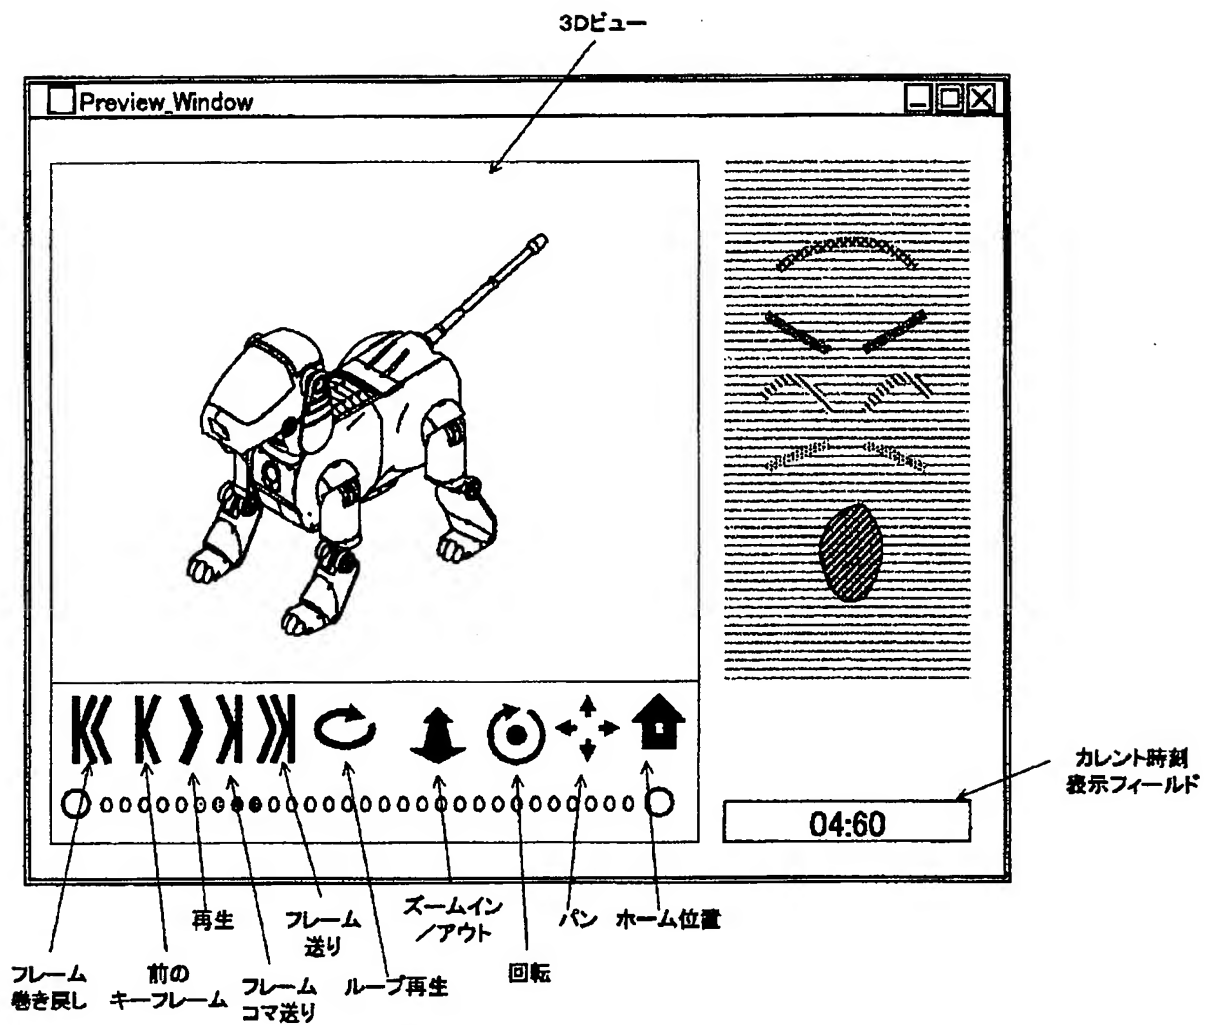 3Dビュー
Preview_Window
カレント時刻
表示フィールド
04:60
再生
フレーム
送り
ズームイン
／アウト
パン
ホーム位置
フレーム
巻き戻し
前の
キーフレーム
フレーム
コマ送り
ループ再生
回転